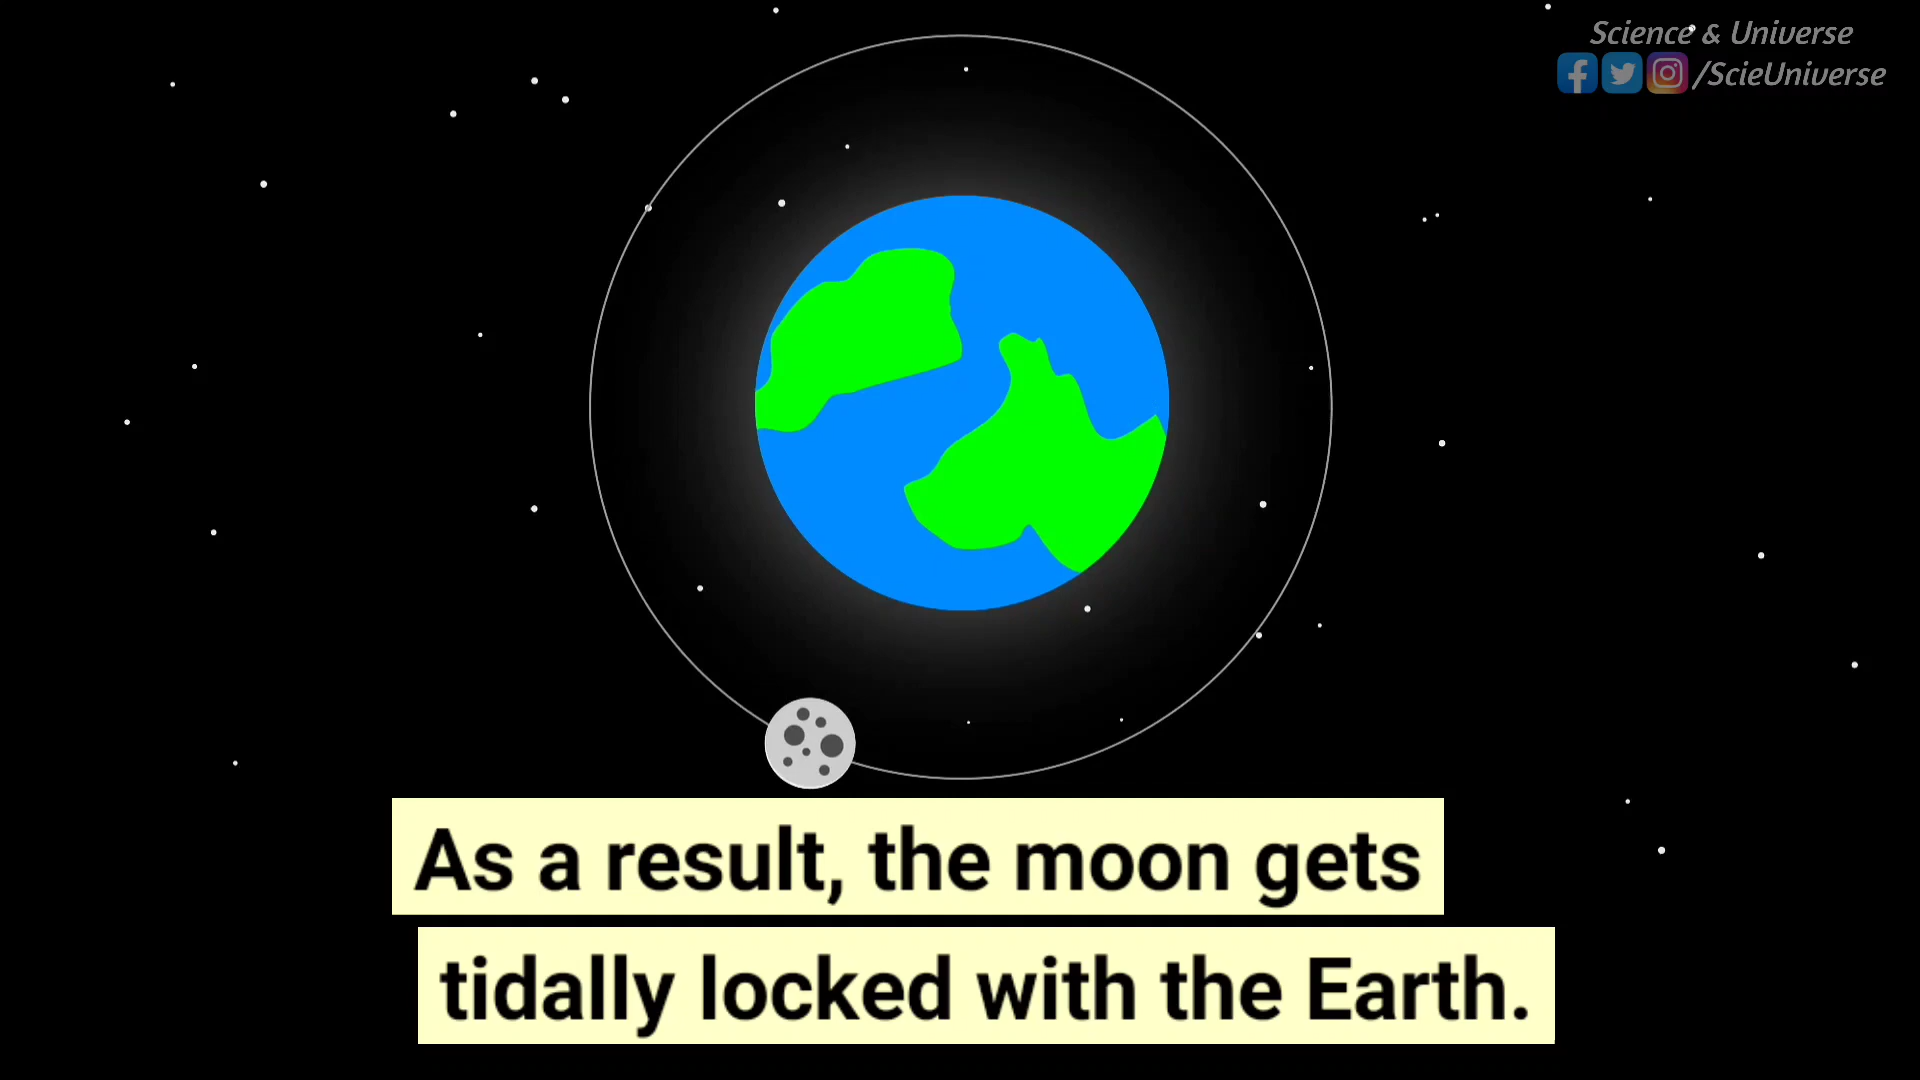 Science & Universe
/ScieUniverse
As a result, the moon gets
tidally locked with the Earth.